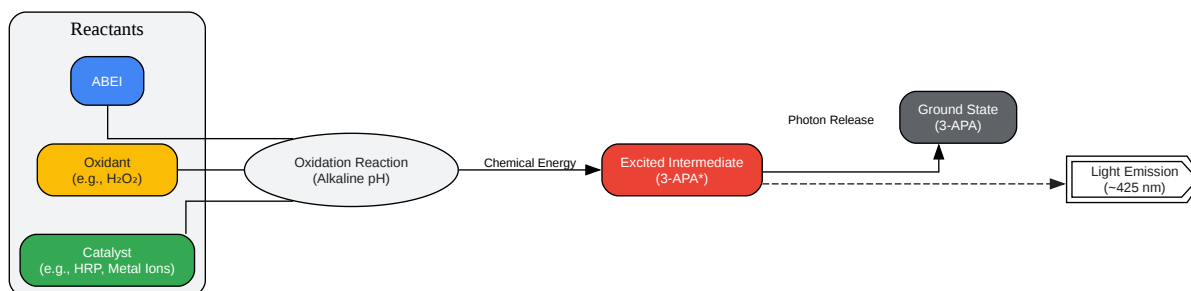 Reactants
ABEI
Oxidant
(e.g., H₂O₂)
Catalyst
(e.g., HRP, Metal Ions)
Oxidation Reaction
(Alkaline pH)
Chemical Energy
Excited Intermediate
(3-APA*)
Photon Release
Ground State
(3-APA)
Light Emission
(~425 nm)